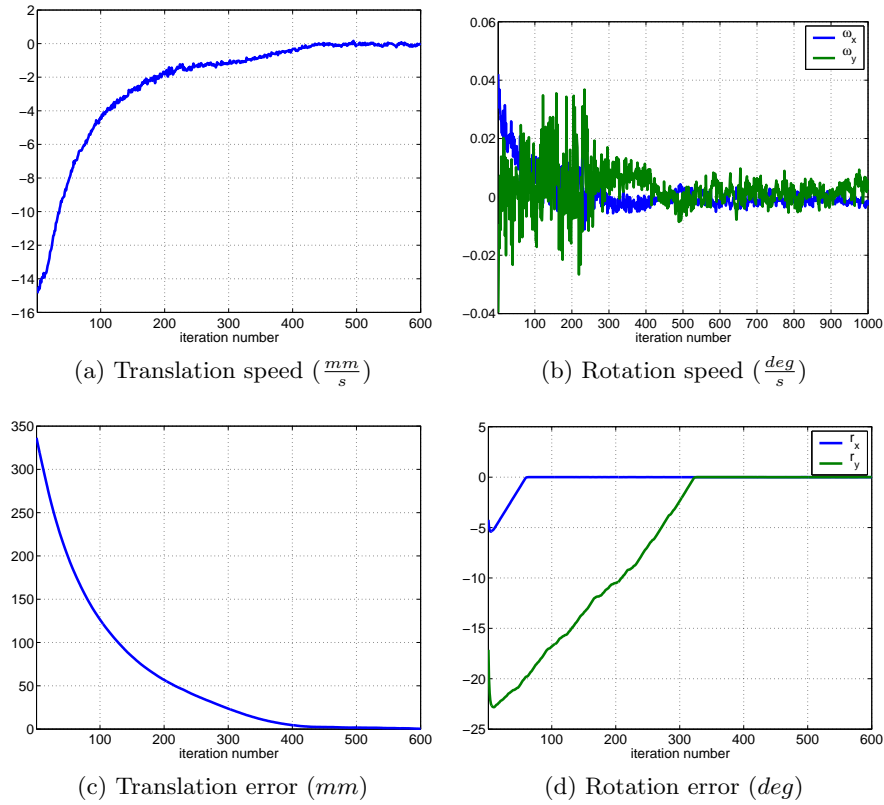 2
0
−2
−4
−6
−8
−10
−12
−14
−16
100 200 300 400 500 600
iteration number
(a) Translation speed (mm/s)
0.06
0.04
0.02
0
−0.02
−0.04
100 200 300 400 500 600 700 800 900 1000
iteration number
ω_x
ω_y
(b) Rotation speed (deg/s)
350
300
250
200
150
100
50
0
100 200 300 400 500 600
iteration number
(c) Translation error (mm)
5
0
−5
−10
−15
−20
−25
100 200 300 400 500 600
iteration number
r_x
r_y
(d) Rotation error (deg)